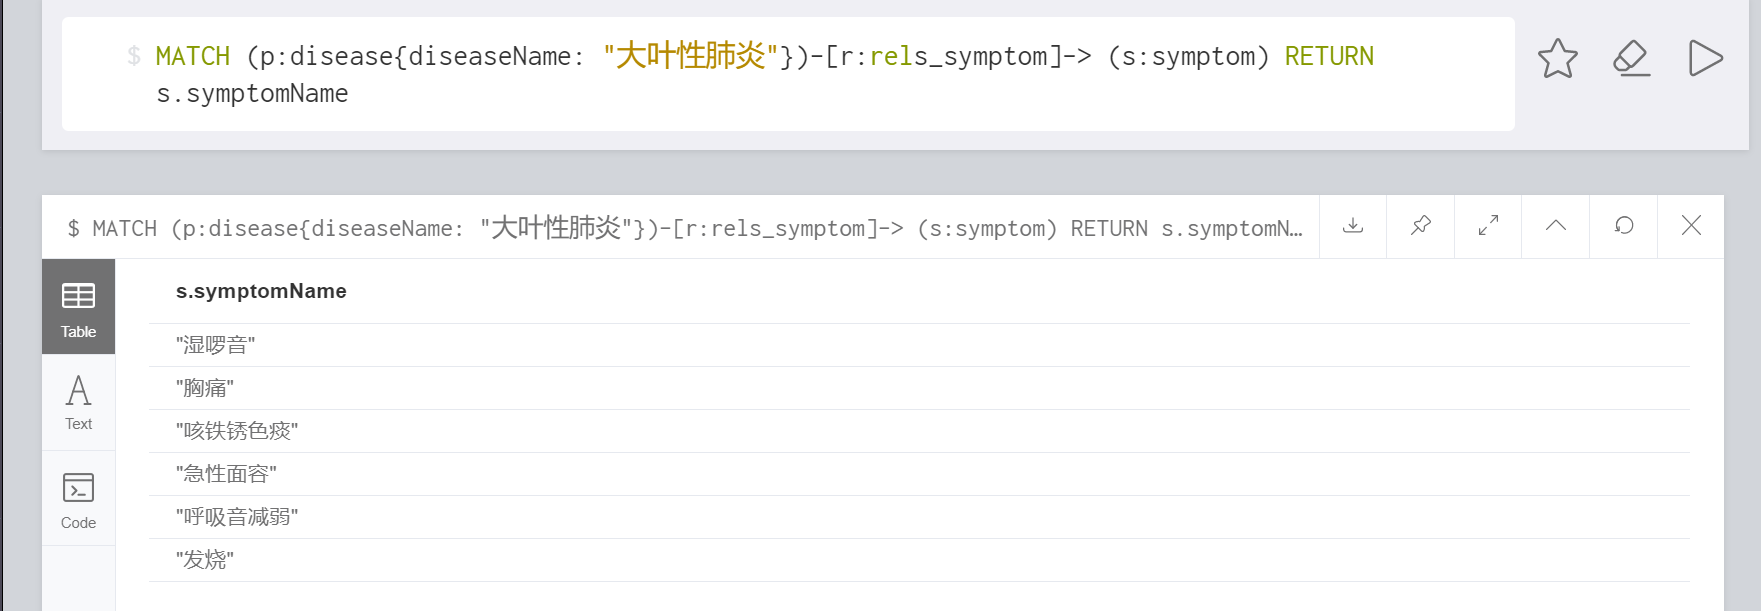 $ MATCH (p:disease{diseaseName: "大叶性肺炎"})-[r:rels_symptom]-> (s:symptom) RETURN
s.symptomName
$ MATCH (p:disease{diseaseName: "大叶性肺炎"})-[r:rels_symptom]-> (s:symptom) RETURN s.symptomN…
Table
Text
Code
s.symptomName
"湿啰音"
"胸痛"
"咳铁锈色痰"
"急性面容"
"呼吸音减弱"
"发烧"